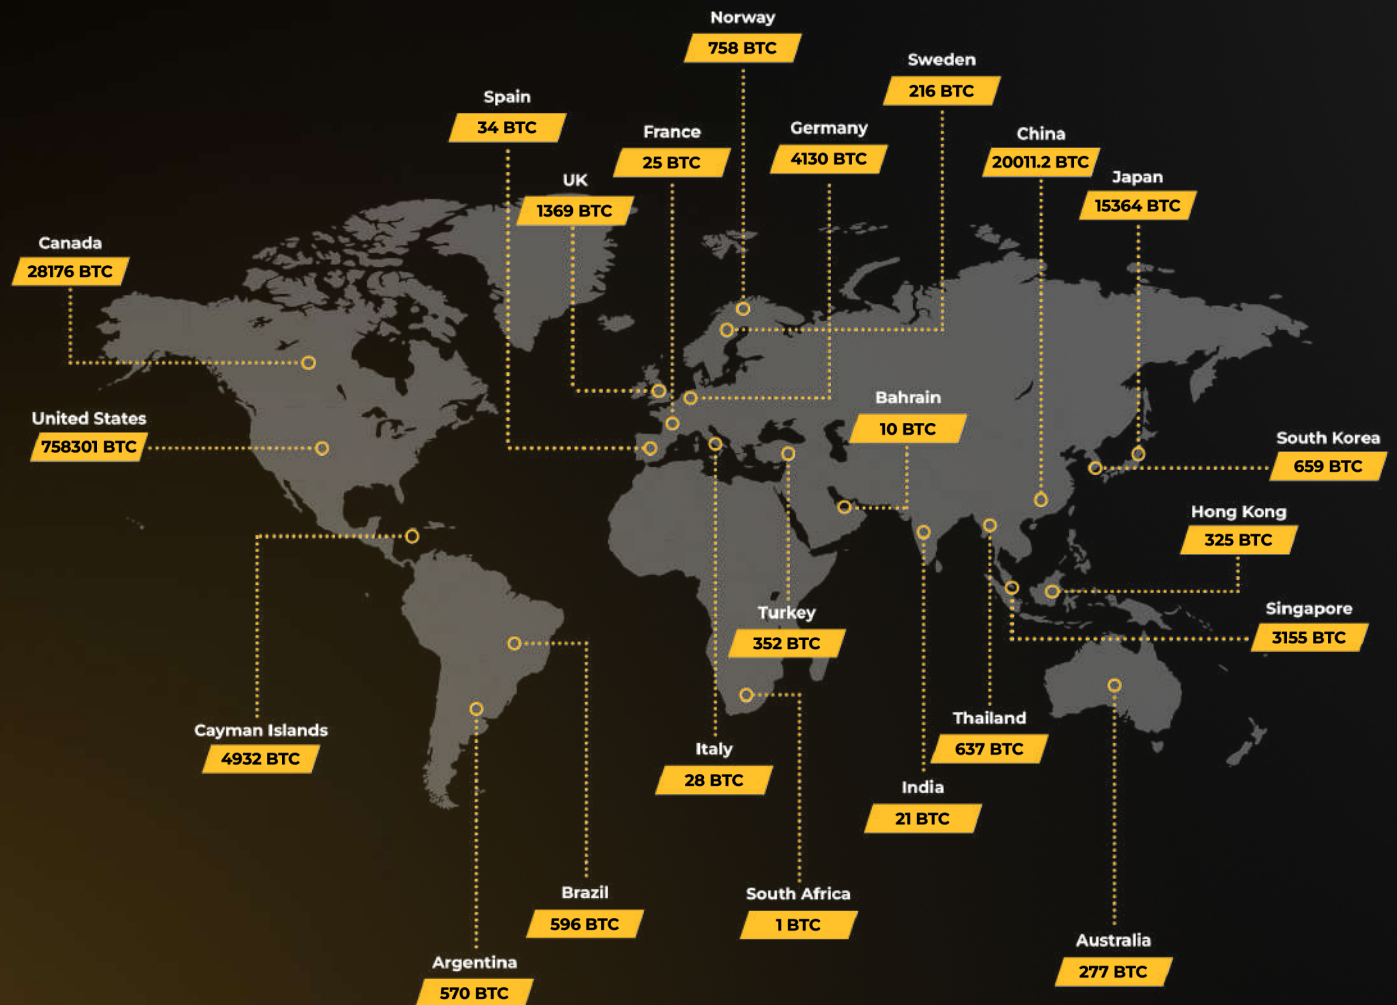 Norway
758 BTC
Sweden
216 BTC
Spain
34 BTC
France
25 BTC
Germany
4130 BTC
China
20011.2 BTC
UK
1369 BTC
Japan
15364 BTC
Canada
28176 BTC
United States
758301 BTC
Bahrain
10 BTC
South Korea
659 BTC
Hong Kong
325 BTC
Turkey
352 BTC
Singapore
3155 BTC
Cayman Islands
4932 BTC
Italy
28 BTC
Thailand
637 BTC
India
21 BTC
Brazil
596 BTC
South Africa
1 BTC
Australia
277 BTC
Argentina
570 BTC